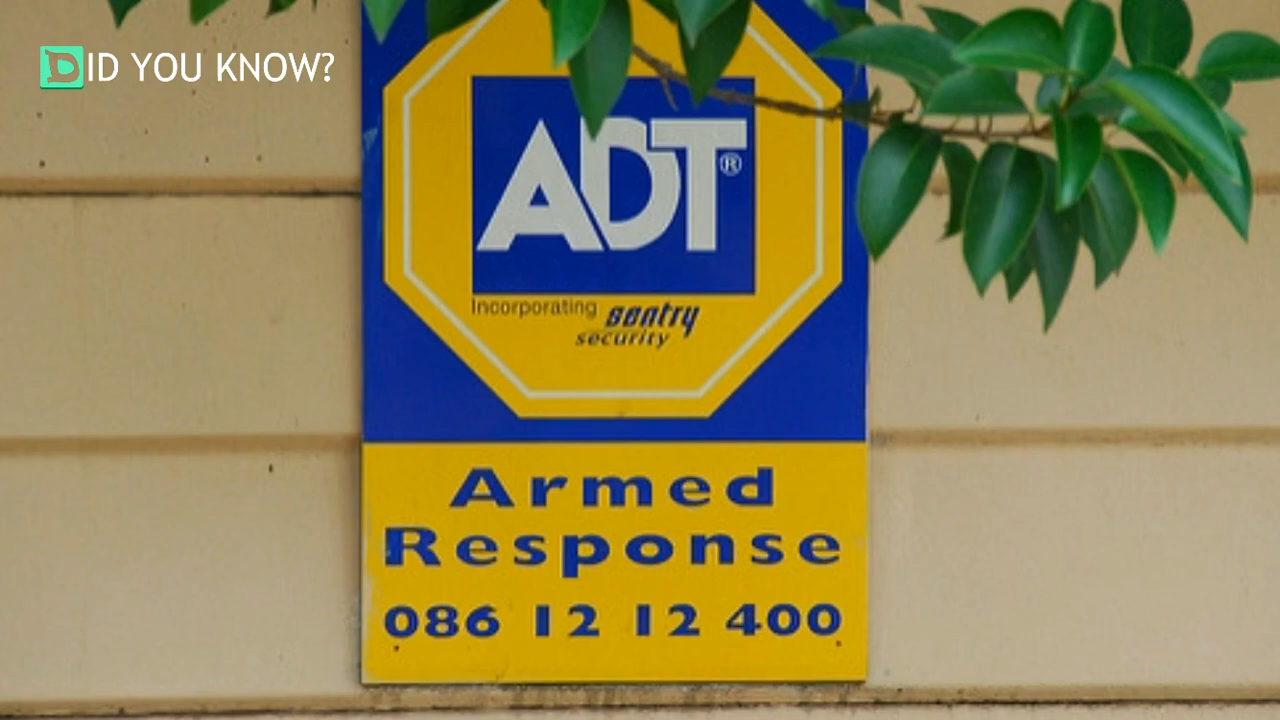 DID YOU KNOW?
ADT®
Incorporating sentry
security
Armed
Response
086 12 12 400